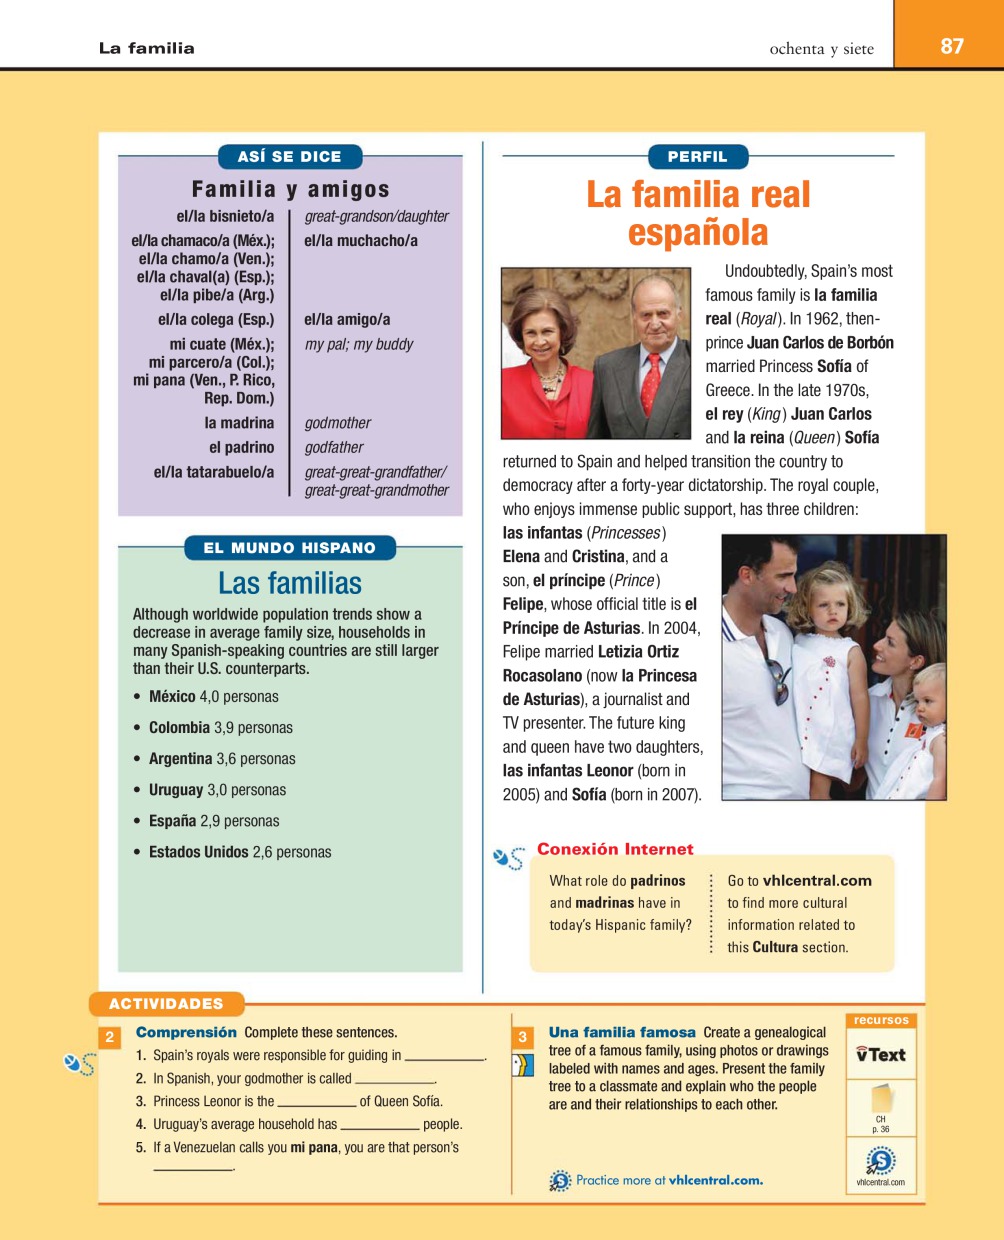 La familia
ochenta y siete
87
ASÍ SE DICE
Familia y amigos
el/la bisnieto/a great-grandson/daughter
el/la chamaco/a (Méx.); el/la muchacho/a
el/la chamo/a (Ven.);
el/la chaval(a) (Esp.);
el/la pibe/a (Arg.)
el/la colega (Esp.) el/la amigo/a
mi cuate (Méx.); my pal; my buddy
mi parcero/a (Col.);
mi pana (Ven., P. Rico,
Rep. Dom.)
la madrina godmother
el padrino godfather
el/la tatarabuelo/a great-great-grandfather/
great-great-grandmother
EL MUNDO HISPANO
Las familias
Although worldwide population trends show a
decrease in average family size, households in
many Spanish-speaking countries are still larger
than their U.S. counterparts.
• México 4,0 personas
• Colombia 3,9 personas
• Argentina 3,6 personas
• Uruguay 3,0 personas
• España 2,9 personas
• Estados Unidos 2,6 personas
PERFIL
La familia real
española
Undoubtedly, Spain's most
famous family is la familia
real (Royal). In 1962, then-
prince Juan Carlos de Borbón
married Princess Sofía of
Greece. In the late 1970s,
el rey (King) Juan Carlos
and la reina (Queen) Sofía
returned to Spain and helped transition the country to
democracy after a forty-year dictatorship. The royal couple,
who enjoys immense public support, has three children:
las infantas (Princesses)
Elena and Cristina, and a
son, el príncipe (Prince)
Felipe, whose official title is el
Príncipe de Asturias. In 2004,
Felipe married Letizia Ortiz
Rocasolano (now la Princesa
de Asturias), a journalist and
TV presenter. The future king
and queen have two daughters,
las infantas Leonor (born in
2005) and Sofía (born in 2007).
Conexión Internet
What role do padrinos
and madrinas have in
today's Hispanic family?
Go to vhlcentral.com
to find more cultural
information related to
this Cultura section.
ACTIVIDADES
2 Comprensión Complete these sentences.
1. Spain's royals were responsible for guiding in ____________.
2. In Spanish, your godmother is called ____________.
3. Princess Leonor is the ____________ of Queen Sofía.
4. Uruguay's average household has ____________ people.
5. If a Venezuelan calls you mi pana, you are that person's
____________.
3 Una familia famosa Create a genealogical
tree of a famous family, using photos or drawings
labeled with names and ages. Present the family
tree to a classmate and explain who the people
are and their relationships to each other.
S Practice more at vhlcentral.com.
recursos
vText
CH
p. 36
S
vhlcentral.com